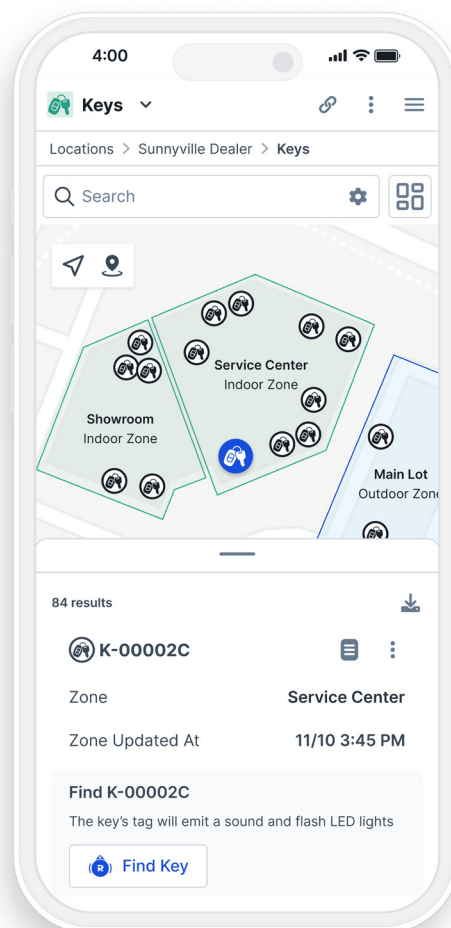 4:00
Keys
Locations > Sunnyville Dealer > Keys
Search
Service Center
Indoor Zone
Showroom
Indoor Zone
Main Lot
Outdoor Zon
84 results
K-00002C
Zone Service Center
Zone Updated At 11/10 3:45 PM
Find K-00002C
The key's tag will emit a sound and flash LED lights
R Find Key